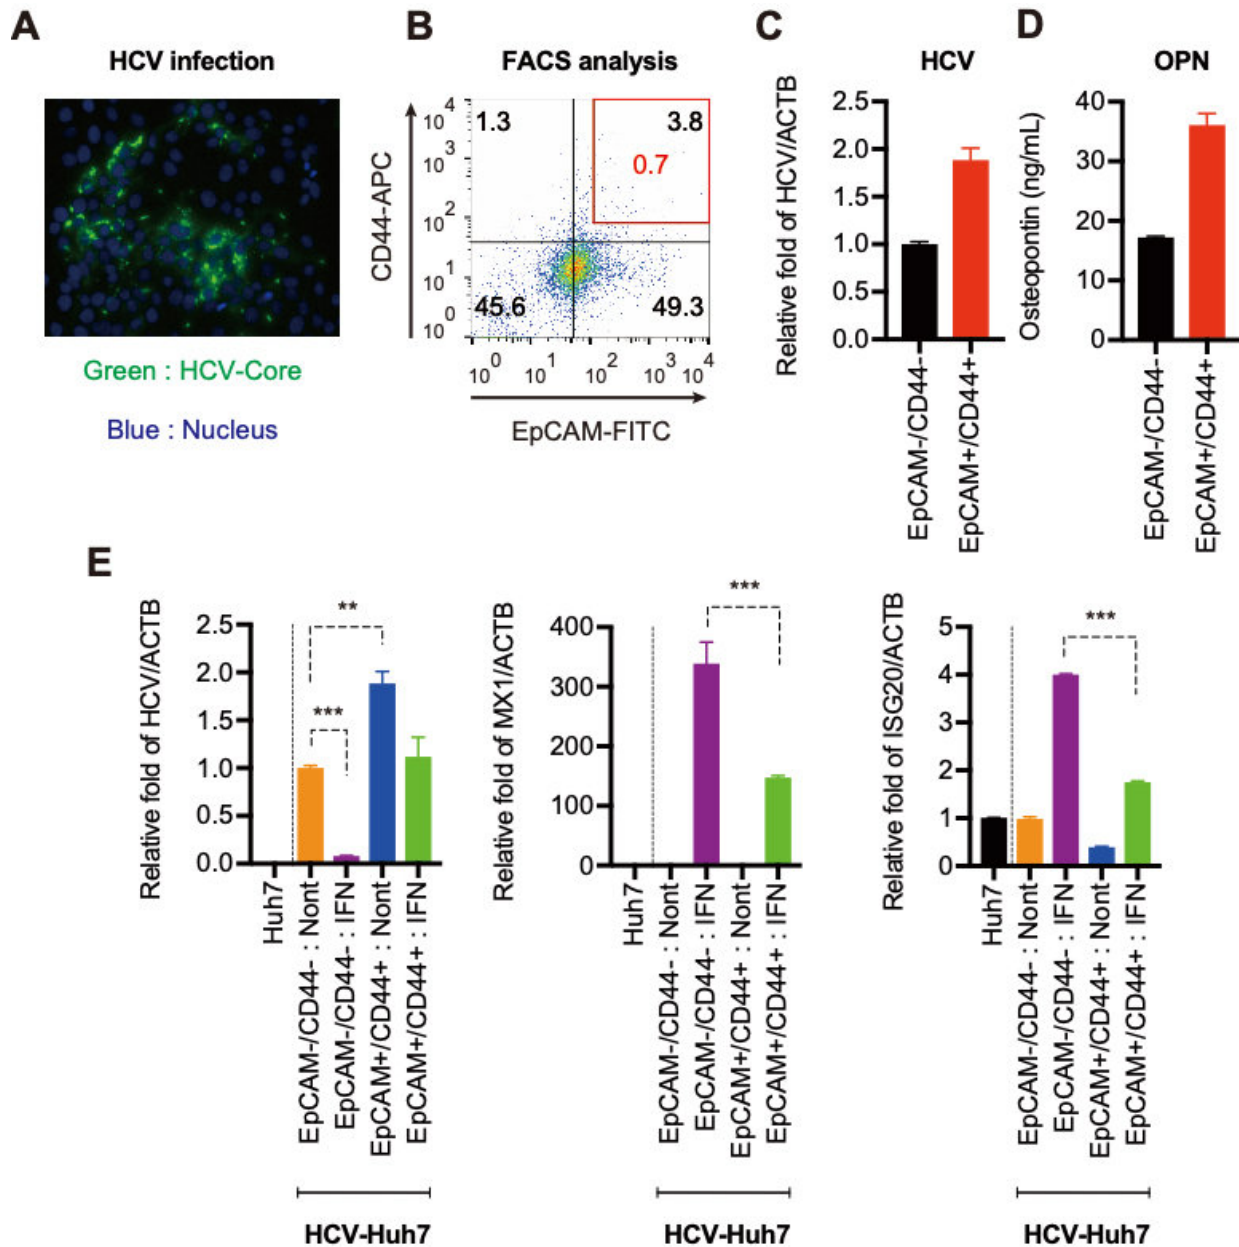 A
HCV infection
Green : HCV-Core
Blue : Nucleus
B
FACS analysis
CD44-APC
10 4
10 3
10 2
10 1
10 0
1.3
3.8
0.7
45.6
49.3
10 0
10 1
10 2
10 3
10 4
EpCAM-FITC
C
HCV
Relative fold of HCV/ACTB
2.5
2.0
1.5
1.0
0.5
0.0
EpCAM-/CD44-
EpCAM+/CD44+
D
OPN
Osteopontin (ng/mL)
40
30
20
10
0
EpCAM-/CD44-
EpCAM+/CD44+
E
Relative fold of HCV/ACTB
2.5
2.0
1.5
1.0
0.5
0.0
**
***
Huh7
EpCAM-/CD44- : Nont
EpCAM-/CD44- : IFN
EpCAM+/CD44+ : Nont
EpCAM+/CD44+ : IFN
HCV-Huh7
Relative fold of MX1/ACTB
400
300
200
100
0
***
Huh7
EpCAM-/CD44- : Nont
EpCAM-/CD44- : IFN
EpCAM+/CD44+ : Nont
EpCAM+/CD44+ : IFN
HCV-Huh7
Relative fold of ISG20/ACTB
5
4
3
2
1
0
***
Huh7
EpCAM-/CD44- : Nont
EpCAM-/CD44- : IFN
EpCAM+/CD44+ : Nont
EpCAM+/CD44+ : IFN
HCV-Huh7